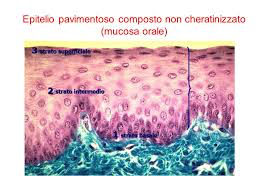 Epitelio pavimentoso composto non cheratinizzato
(mucosa orale)
3 strato superficiale
2 strato intermedio
1 strato basale